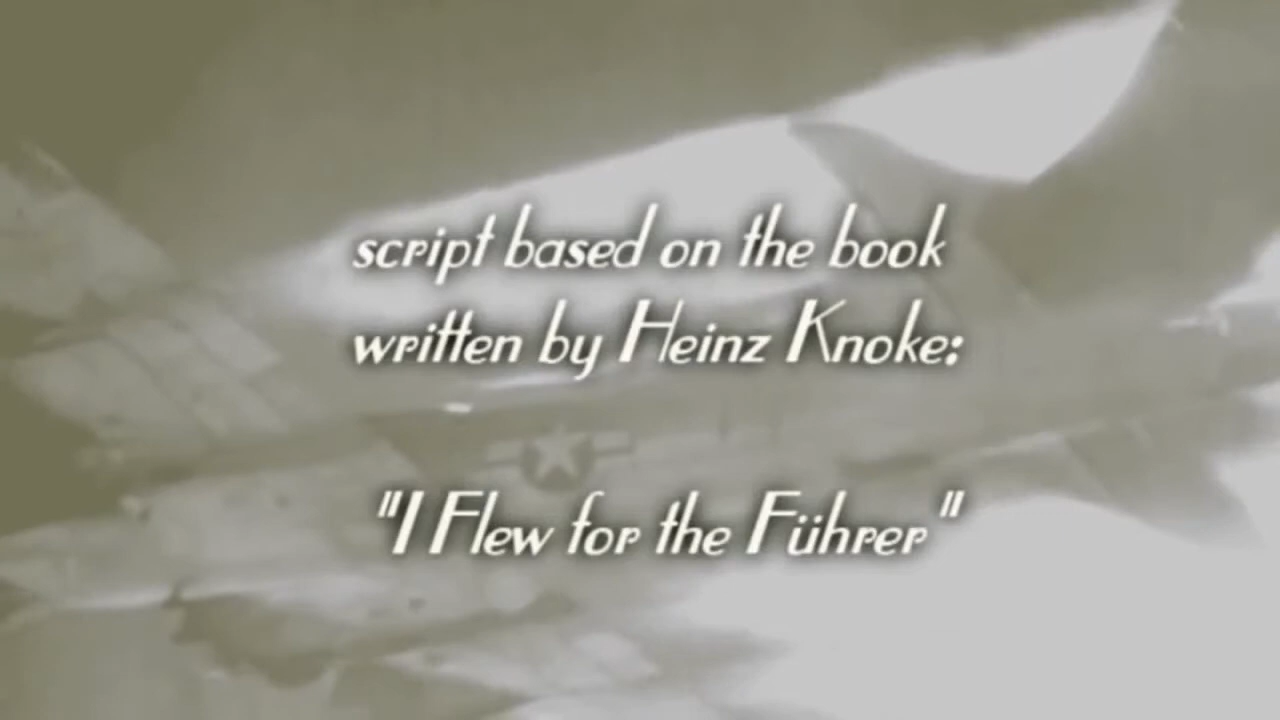 script based on the book
written by Heinz Knoke:
"I Flew for the Führer"